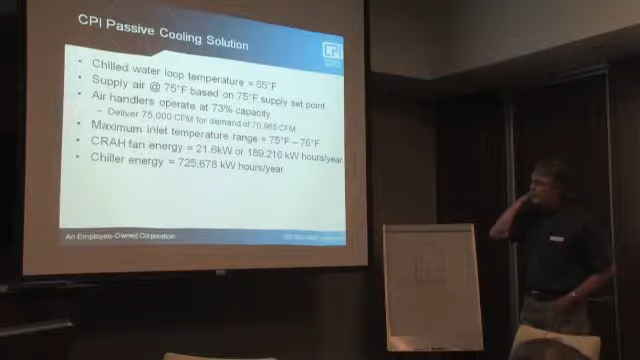 CPI Passive Cooling Solution
CPI
• Chilled water loop temperature = 65°F
• Supply air @ 75°F based on 75°F supply set point
• Air handlers operate at 73% capacity
– Deliver 75,000 CFM for demand of 70,965 CFM
• Maximum inlet temperature range = 75°F – 76°F
• CRAH fan energy = 21.6kW or 189,216 kW hours/year
• Chiller energy = 725,678 kW hours/year
An Employee-Owned Corporation